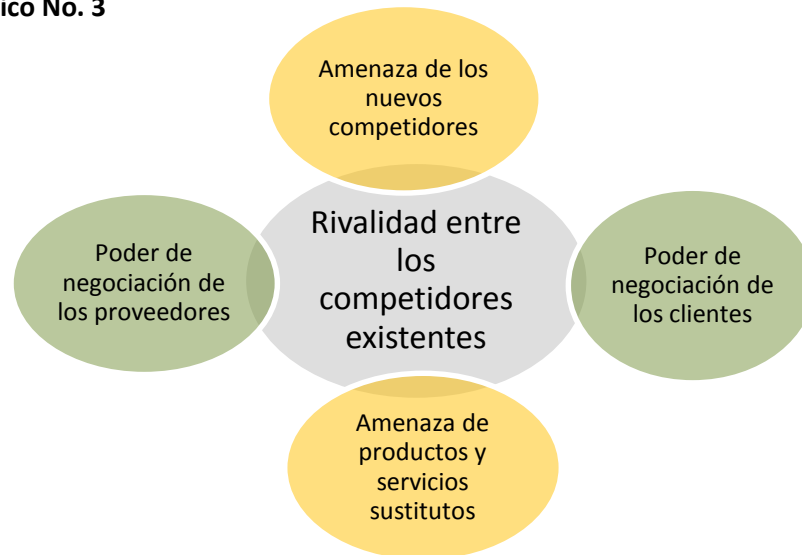 ico No. 3
Amenaza de los
nuevos
competidores
Rivalidad entre
los
competidores
existentes
Poder de
negociación de
los proveedores
Poder de
negociación de
los clientes
Amenaza de
productos y
servicios
sustitutos